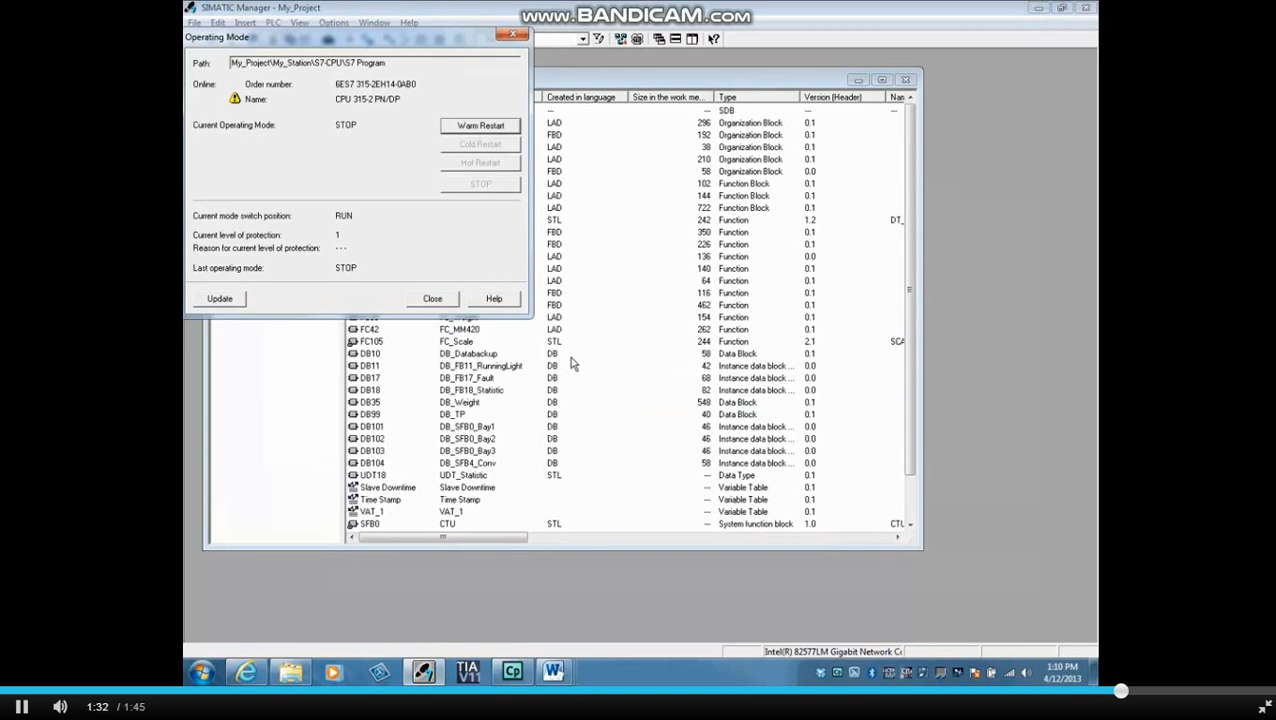 SIMATIC Manager - My_Project
www.BANDICAM.com
File Edit Insert PLC View Options Window Help
Operating Mode
Path: My_Project\My_Station\S7-CPU\S7 Program
Online: Order number: 6ES7 315-2EH14-0AB0
Name: CPU 315-2 PN/DP
Current Operating Mode: STOP
Warm Restart
Cold Restart
Hot Restart
STOP
Current mode switch position: RUN
Current level of protection: 1
Reason for current level of protection: ---
Last operating mode: STOP
Update Close Help
Created in language Size in the work me... Type Version (Header) Nan
--- SDB ---
LAD 296 Organization Block 0.1
FBD 192 Organization Block 0.1
LAD 38 Organization Block 0.1
LAD 210 Organization Block 0.1
FBD 58 Organization Block 0.0
LAD 102 Function Block 0.1
LAD 144 Function Block 0.1
LAD 722 Function Block 0.1
STL 242 Function 1.2 DT_
FBD 350 Function 0.1
FBD 226 Function 0.1
LAD 136 Function 0.0
LAD 140 Function 0.1
LAD 64 Function 0.1
FBD 116 Function 0.1
FBD 462 Function 0.1
LAD 154 Function 0.1
FC42 FC_MM420 LAD 262 Function 0.1
FC105 FC_Scale STL 244 Function 2.1 SCA
DB10 DB_Databackup DB 58 Data Block 0.1
DB11 DB_FB11_RunningLight DB 42 Instance data block ... 0.0
DB17 DB_FB17_Fault DB 68 Instance data block ... 0.0
DB18 DB_FB18_Statistic DB 82 Instance data block ... 0.0
DB35 DB_Weight DB 548 Data Block 0.1
DB99 DB_TP DB 40 Data Block 0.1
DB101 DB_SFB0_Bay1 DB 46 Instance data block ... 0.0
DB102 DB_SFB0_Bay2 DB 46 Instance data block ... 0.0
DB103 DB_SFB0_Bay3 DB 46 Instance data block ... 0.0
DB104 DB_SFB4_Conv DB 58 Instance data block ... 0.0
UDT18 UDT_Statistic STL --- Data Type 0.1
Slave Downtime Slave Downtime --- Variable Table 0.1
Time Stamp Time Stamp --- Variable Table 0.1
VAT_1 VAT_1 --- Variable Table 0.1
SFB0 CTU STL --- System function block 1.0 CTU
Intel(R) 82577LM Gigabit Network Cc
TIA V11
Cp
W
1:10 PM
4/12/2013
1:32 / 1:45